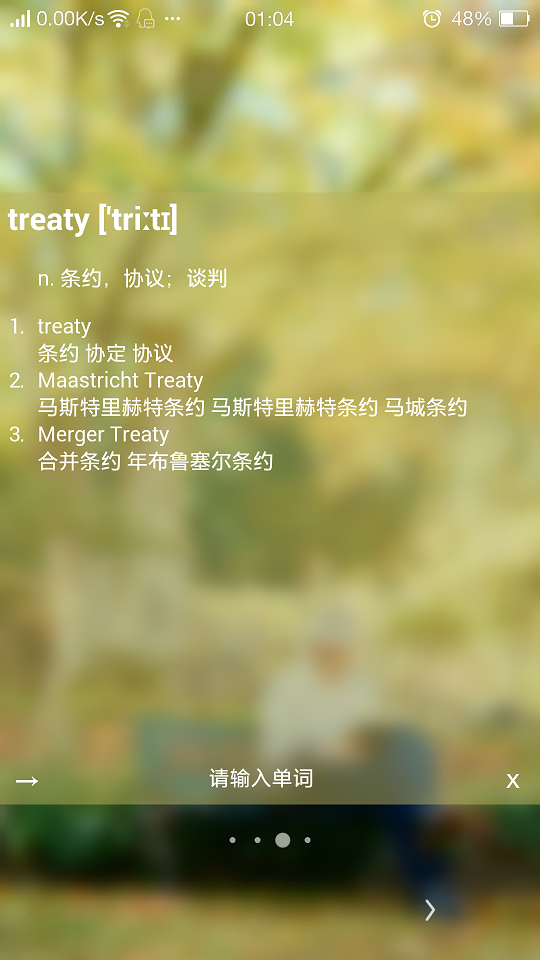 0.00K/s ··· 01:04 48%
treaty ['triːtɪ]
n. 条约，协议；谈判
1. treaty
条约 协定 协议
2. Maastricht Treaty
马斯特里赫特条约 马斯特里赫特条约 马城条约
3. Merger Treaty
合并条约 年布鲁塞尔条约
→ 请输入单词 x